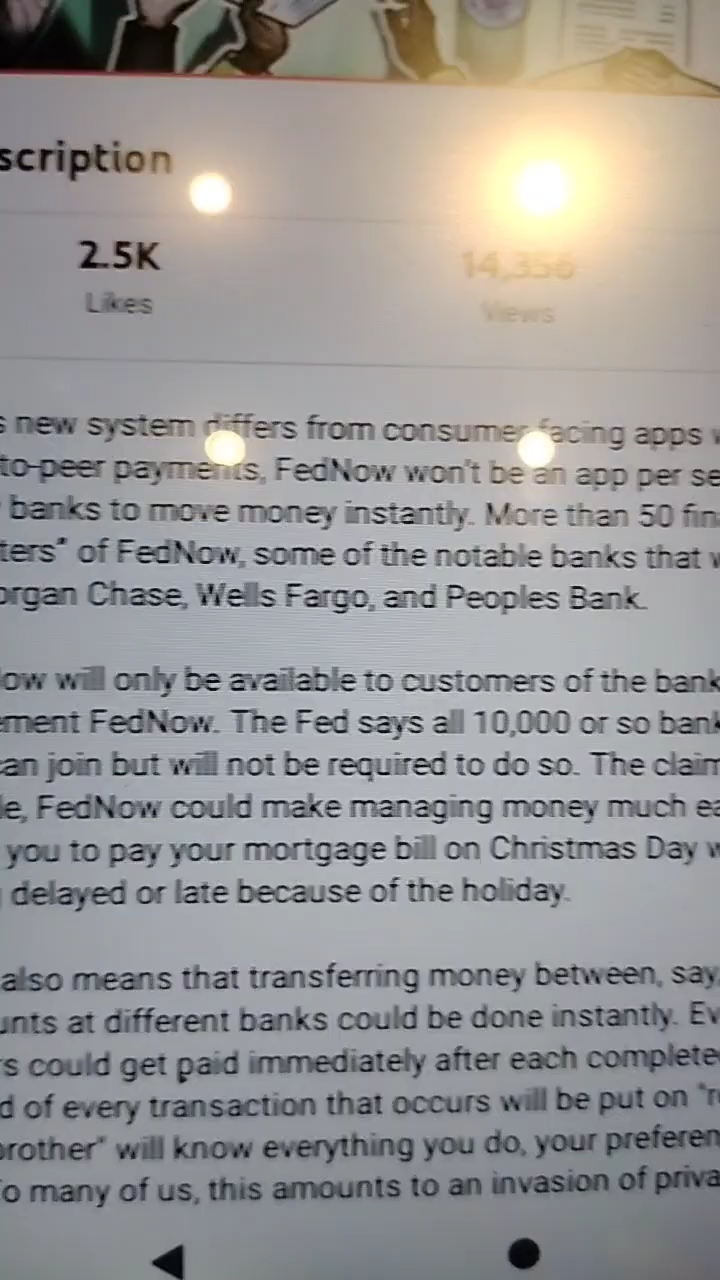 scription
2.5K
14,356
Likes
Views
s new system differs from consumer facing apps w
to-peer payments, FedNow won't be an app per se
banks to move money instantly. More than 50 fin
ters" of FedNow, some of the notable banks that w
organ Chase, Wells Fargo, and Peoples Bank.
ow will only be available to customers of the bank
ement FedNow. The Fed says all 10,000 or so bank
can join but will not be required to do so. The claim
le, FedNow could make managing money much ea
you to pay your mortgage bill on Christmas Day w
delayed or late because of the holiday.
also means that transferring money between, say,
unts at different banks could be done instantly. Ev
rs could get paid immediately after each complete
d of every transaction that occurs will be put on "r
brother" will know everything you do, your preferen
o many of us, this amounts to an invasion of priva